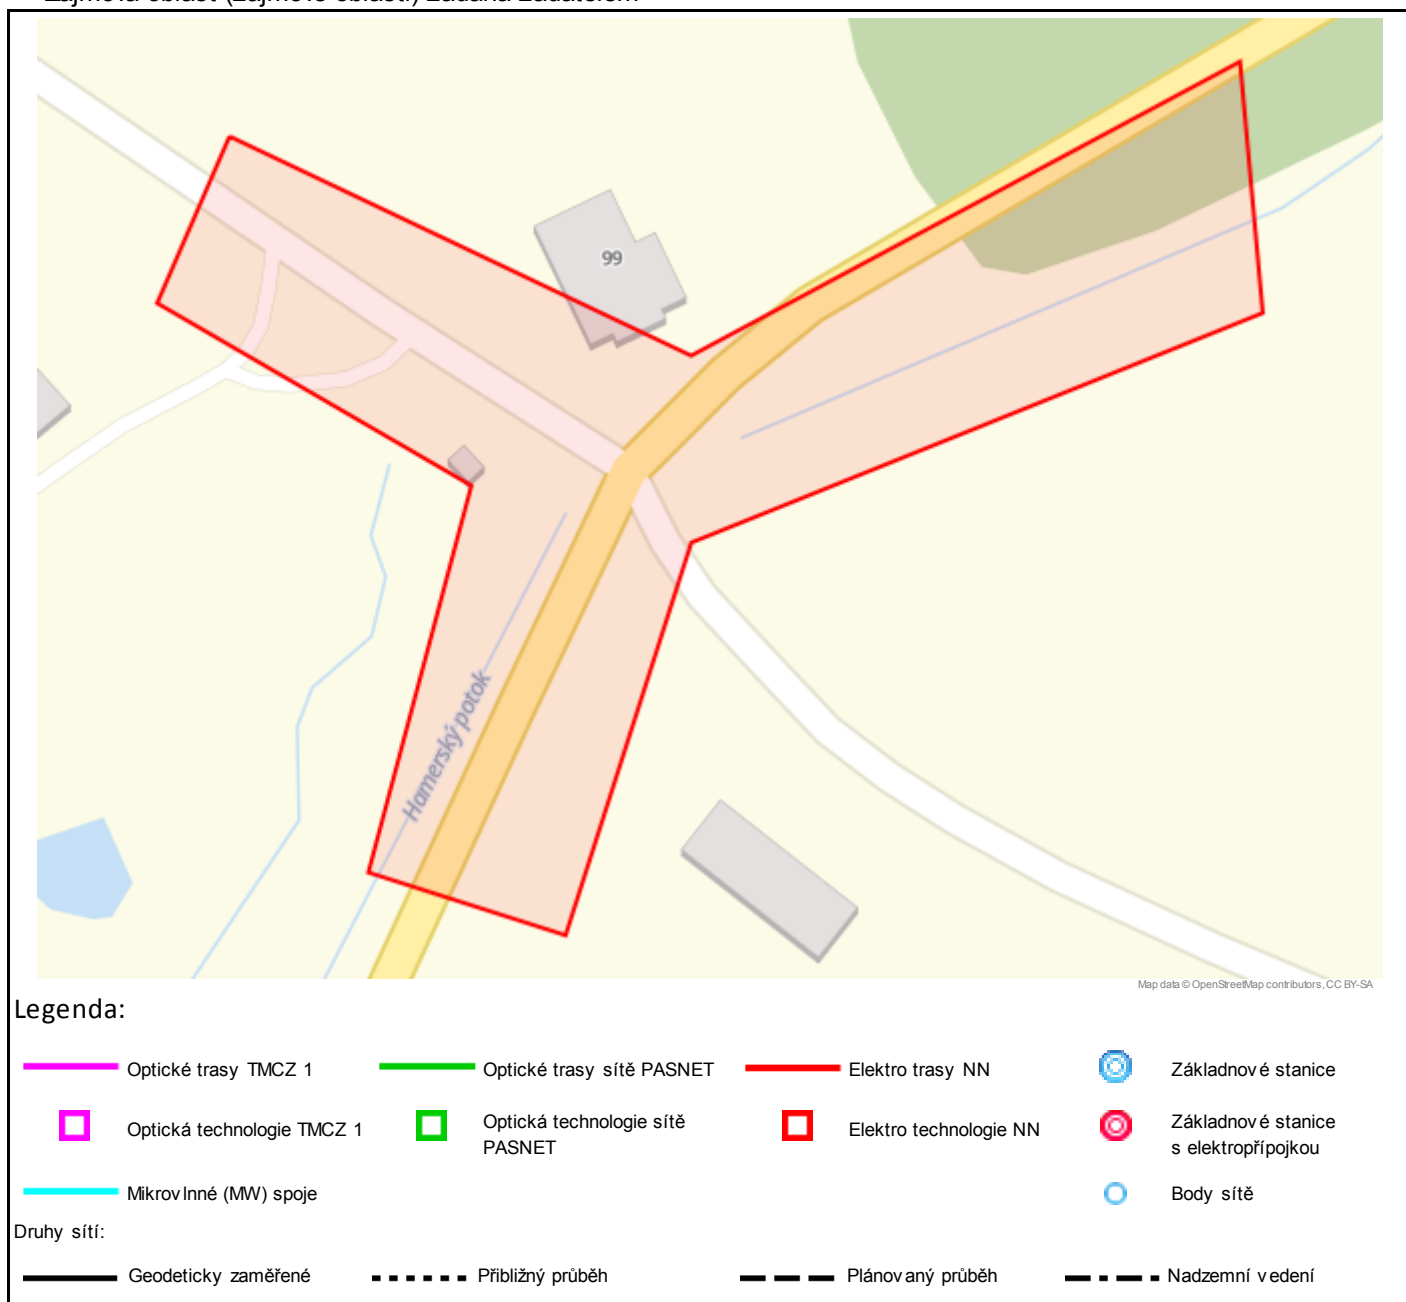 99
Hamerský potok
Map data © OpenStreetMap contributors, CC BY-SA
Legenda:
Optické trasy TMCZ 1
Optické trasy sítě PASNET
Elektro trasy NN
Základnové stanice
Optická technologie TMCZ 1
Optická technologie sítě
PASNET
Elektro technologie NN
Základnové stanice
s elektropřípojkou
Mikrovlnné (MW) spoje
Body sítě
Druhy sítí:
Geodeticky zaměřené
Přibližný průběh
Plánovaný průběh
Nadzemní vedení